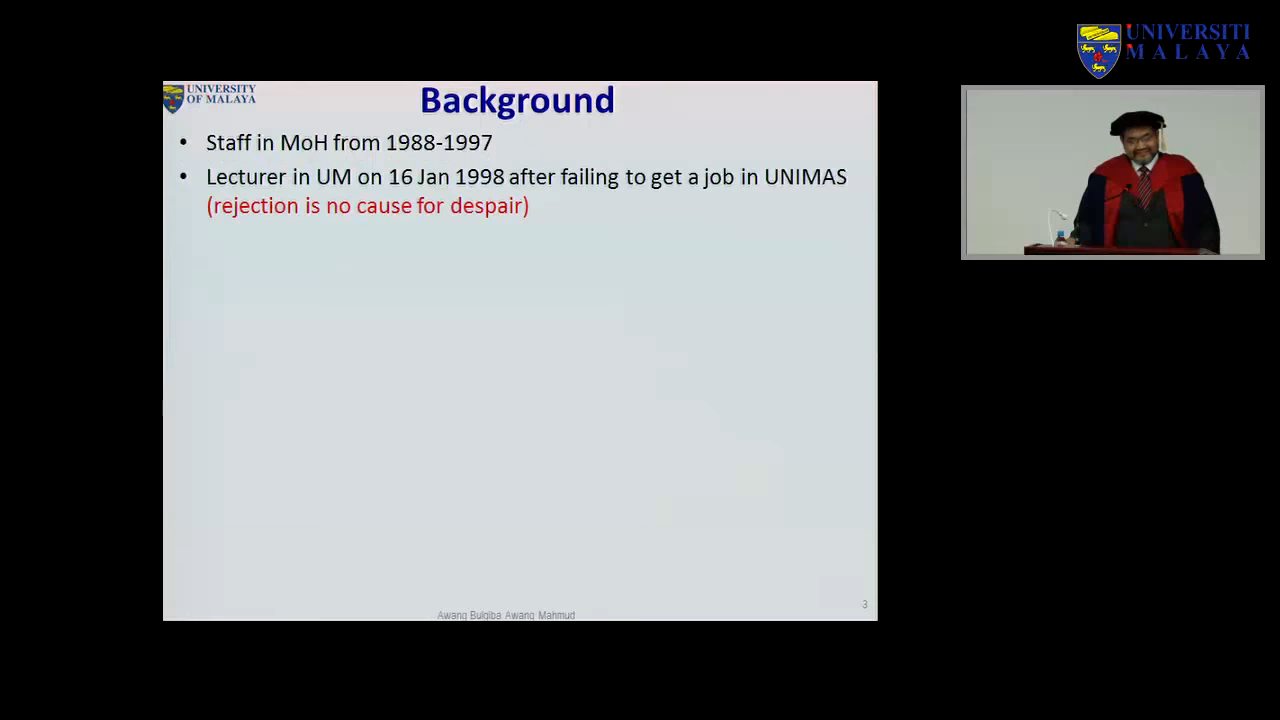 UNIVERSITI
MALAYA
UNIVERSITY
OF MALAYA
Background
• Staff in MoH from 1988-1997
• Lecturer in UM on 16 Jan 1998 after failing to get a job in UNIMAS
(rejection is no cause for despair)
3
Awang Bulgiba Awang Mahmud